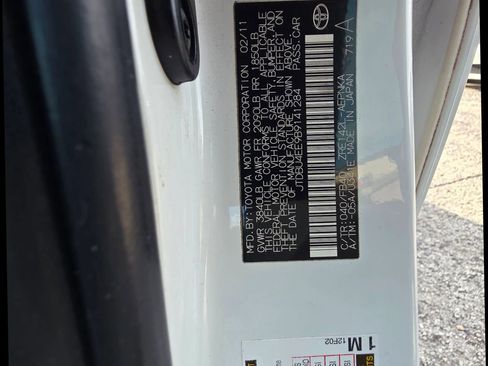 MFD.BY:TOYOTA MOTOR CORPORATION 02/11
GVWR 3840LB GAWR FR 2090LB RR 1850LB
THIS VEHICLE CONFORMS TO ALL APPLICABLE
FEDERAL MOTOR VEHICLE SAFETY, BUMPER, AND
THEFT PREVENTION STANDARDS IN EFFECT ON
THE DATE OF MANUFACTURE SHOWN ABOVE.
JTDBU4EE9B9141284 PASS.CAR
C/TR:040/FB40 ZRE142L-AEPNKA
A/TM:-05A/U341E MADE IN JAPAN 719 A
1
M 12F02